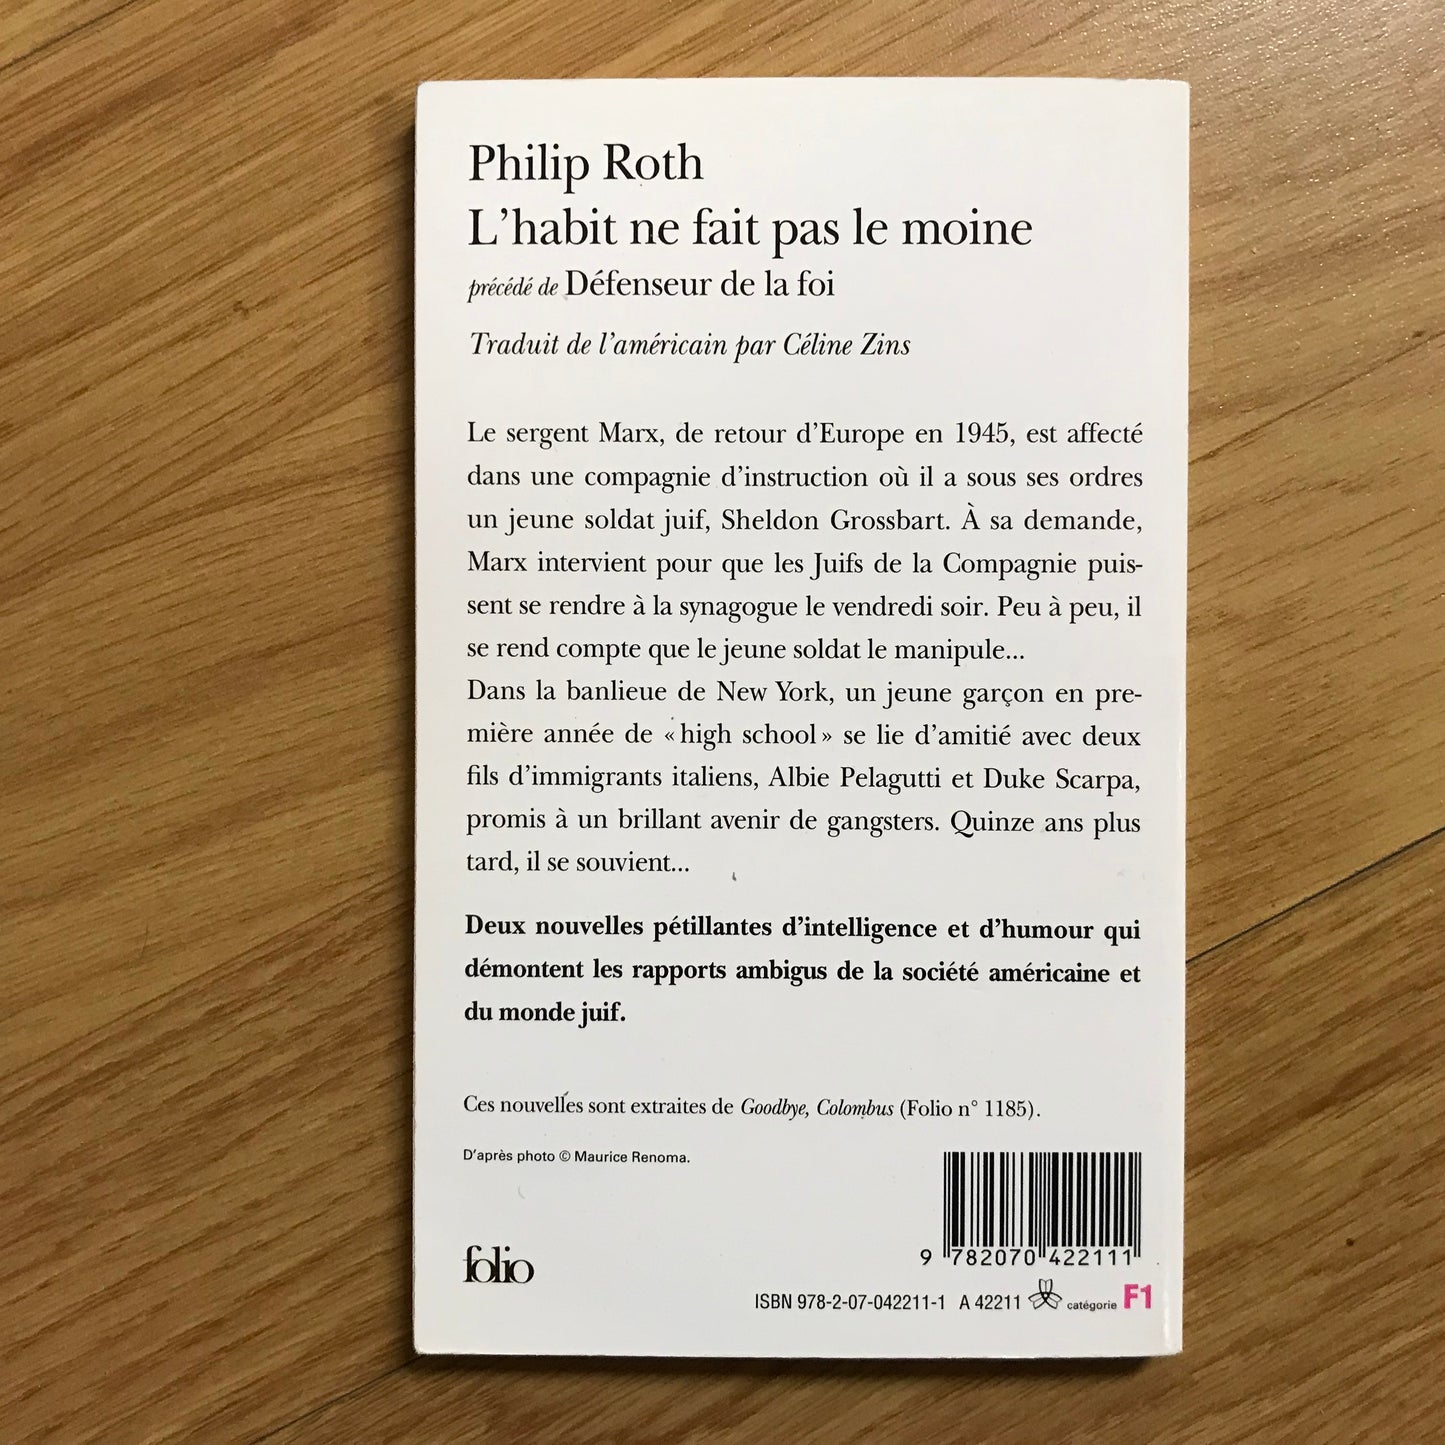 Philip Roth
L'habit ne fait pas le moine
précédé de Défenseur de la foi
Traduit de l'américain par Céline Zins
Le sergent Marx, de retour d'Europe en 1945, est affecté
dans une compagnie d'instruction où il a sous ses ordres
un jeune soldat juif, Sheldon Grossbart. À sa demande,
Marx intervient pour que les Juifs de la Compagnie puis-
sent se rendre à la synagogue le vendredi soir. Peu à peu, il
se rend compte que le jeune soldat le manipule...
Dans la banlieue de New York, un jeune garçon en pre-
mière année de « high school » se lie d'amitié avec deux
fils d'immigrants italiens, Albie Pelagutti et Duke Scarpa,
promis à un brillant avenir de gangsters. Quinze ans plus
tard, il se souvient...
Deux nouvelles pétillantes d'intelligence et d'humour qui
démontent les rapports ambigus de la société américaine et
du monde juif.
Ces nouvelles sont extraites de Goodbye, Colombus (Folio n° 1185).
D'après photo © Maurice Renoma.
9 782070 422111
folio
ISBN 978-2-07-042211-1 A 42211 catégorie F1